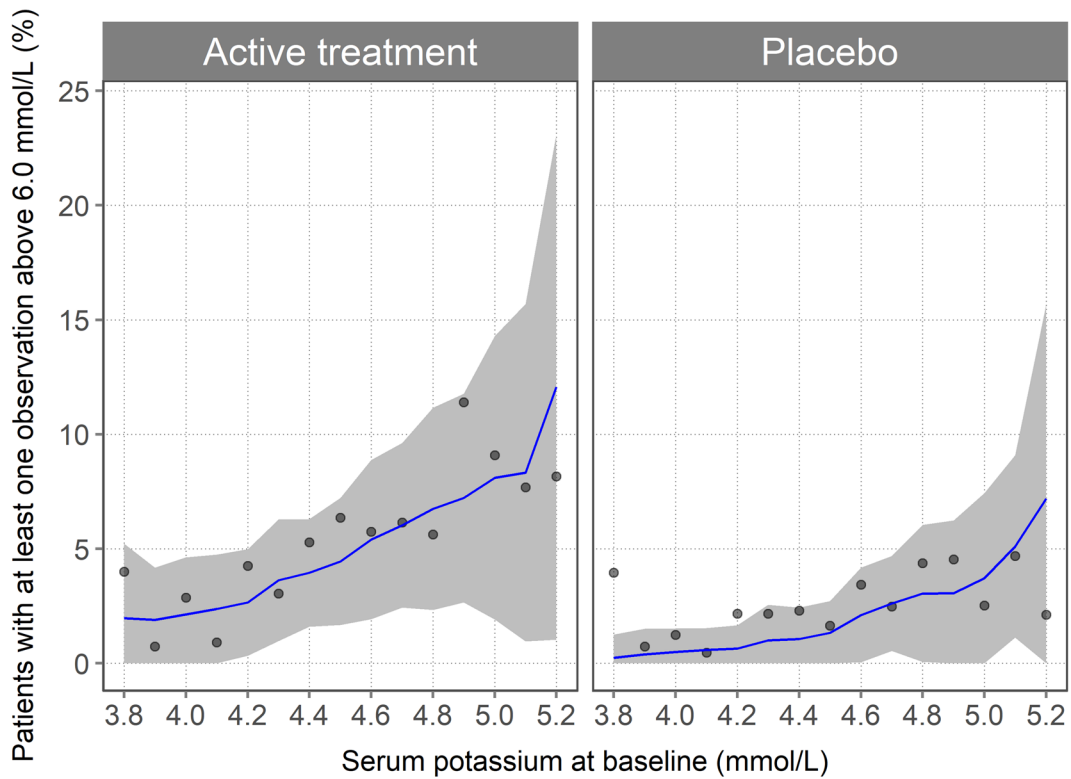 Active treatment
Placebo
Patients with at least one observation above 6.0 mmol/L (%)
25
20
15
10
5
0
3.8 4.0 4.2 4.4 4.6 4.8 5.0 5.2
3.8 4.0 4.2 4.4 4.6 4.8 5.0 5.2
Serum potassium at baseline (mmol/L)